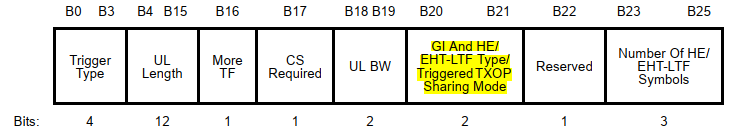 B0 B3 B4 B15 B16 B17 B18 B19 B20 B21 B22 B23 B25
Trigger
Type
UL
Length
More
TF
CS
Required
UL BW
GI And HE/
EHT-LTF Type/
Triggered TXOP
Sharing Mode
Reserved
Number Of HE/
EHT-LTF
Symbols
Bits: 4 12 1 1 2 2 1 3